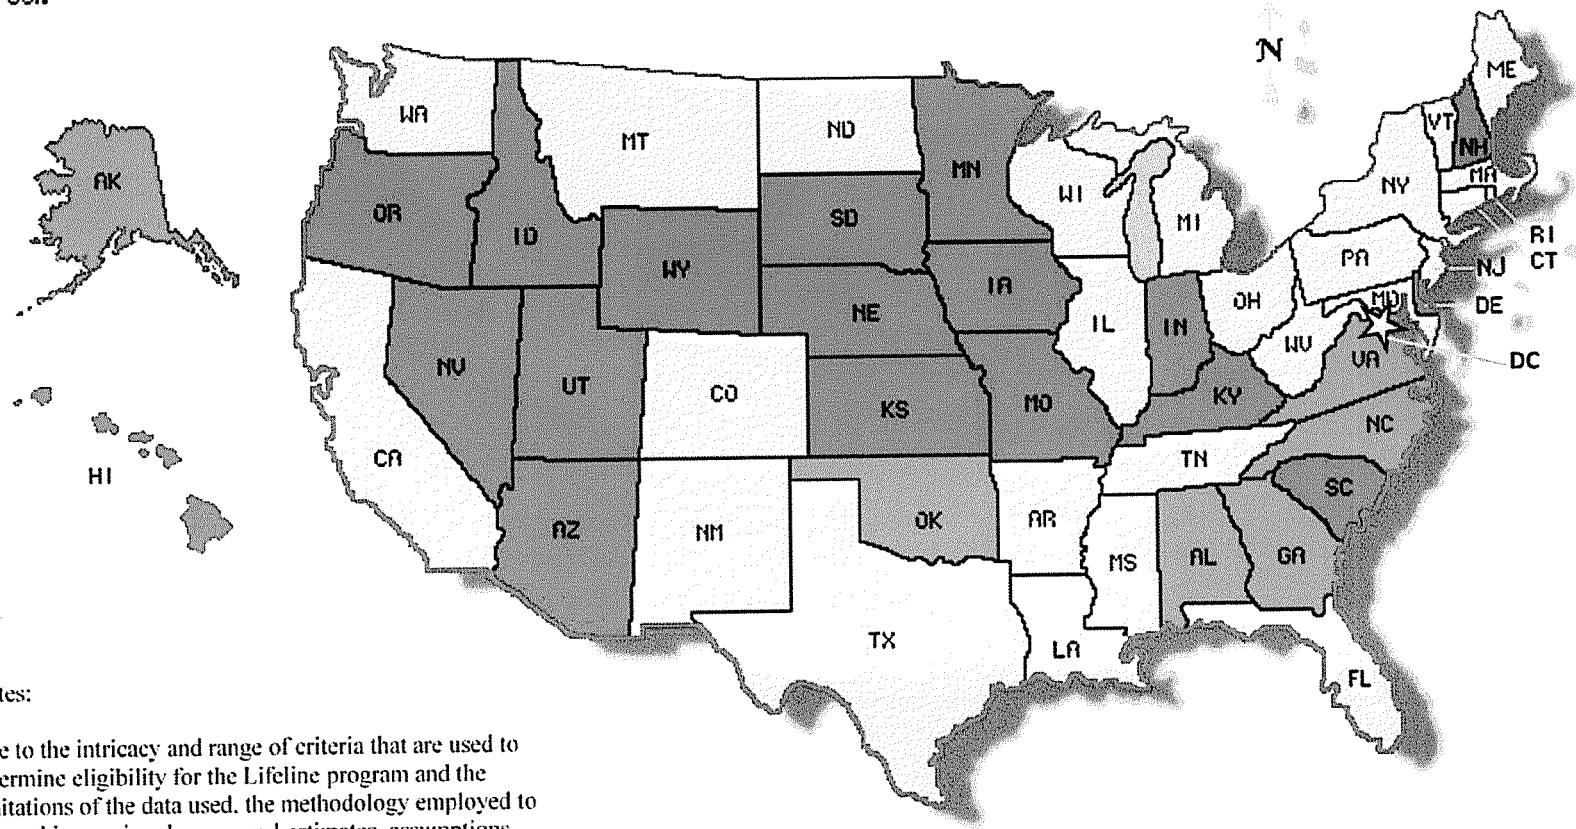 N
ME
WA
MT
ND
VT
NH
MN
AK
MA
NY
WI
OR
SD
MI
ID
RI
PA
CT
WY
NJ
IA
MD
OH
DE
NE
IL
IN
WV
DC
VA
NV
UT
CO
KY
KS
MO
NC
CA
TN
HI
SC
OK
AR
AZ
NM
AL
GA
MS
TX
LA
FL
tes:
e to the intricacy and range of criteria that are used to
ermine eligibility for the Lifeline program and the
itations of the data used. the methodology employed to
estimates, assumptions